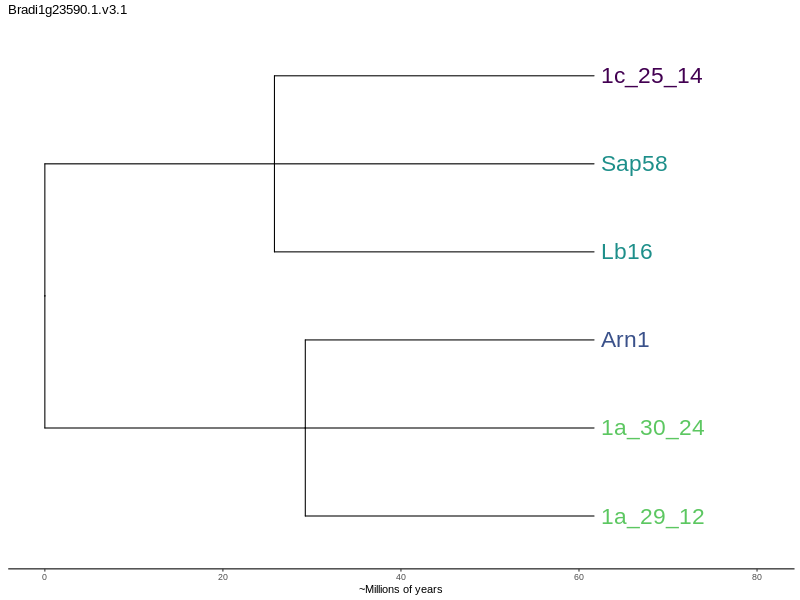 Bradi1g23590.1.v3.1
1c_25_14
Sap58
Lb16
Arn1
1a_30_24
1a_29_12
0 20 40 60 80
~Millions of years